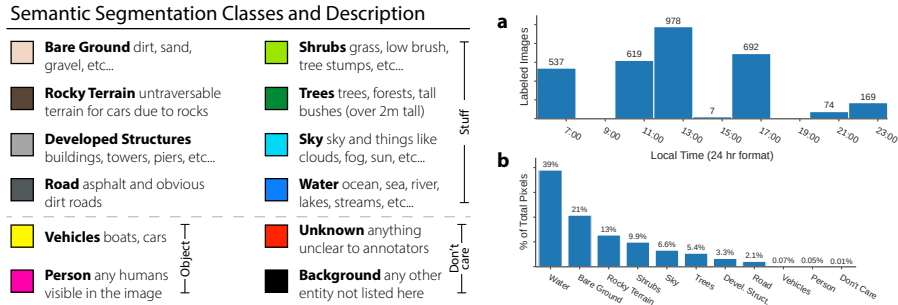 Semantic Segmentation Classes and Description
Bare Ground dirt, sand,
gravel, etc...
Rocky Terrain untraversable
terrain for cars due to rocks
Developed Structures
buildings, towers, piers, etc...
Road asphalt and obvious
dirt roads
Shrubs grass, low brush,
tree stumps, etc...
Trees trees, forests, tall
bushes (over 2m tall)
Sky sky and things like
clouds, fog, sun, etc...
Water ocean, sea, river,
lakes, streams, etc...
Stuff
Vehicles boats, cars
Person any humans
visible in the image
Object
Unknown anything
unclear to annotators
Background any other
entity not listed here
Don't
care
a
Labeled Images
537
619
978
7
692
74
169
7:00
9:00
11:00
13:00
15:00
17:00
19:00
21:00
23:00
Local Time (24 hr format)
b
% of Total Pixels
39%
21%
13%
9.9%
6.6%
5.4%
3.3%
2.1%
0.07%
0.05%
0.01%
Water
Bare Ground
Rocky Terrain
Shrubs
Sky
Trees
Devel. Struct.
Road
Vehicles
Person
Don't Care